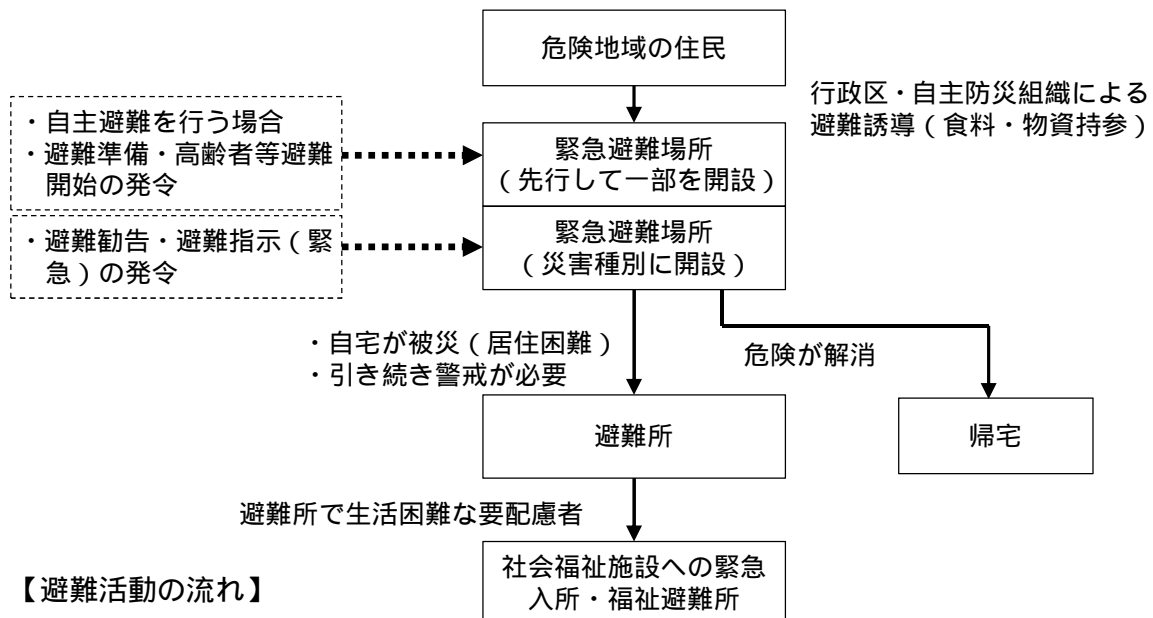 危険地域の住民
行政区・自主防災組織による
避難誘導（食料・物資持参）
・自主避難を行う場合
・避難準備・高齢者等避難
開始の発令
緊急避難場所
（先行して一部を開設）
・避難勧告・避難指示（緊
急）の発令
緊急避難場所
（災害種別に開設）
・自宅が被災（居住困難）
・引き続き警戒が必要
危険が解消
避難所
帰宅
避難所で生活困難な要配慮者
社会福祉施設への緊急
入所・福祉避難所
【避難活動の流れ】